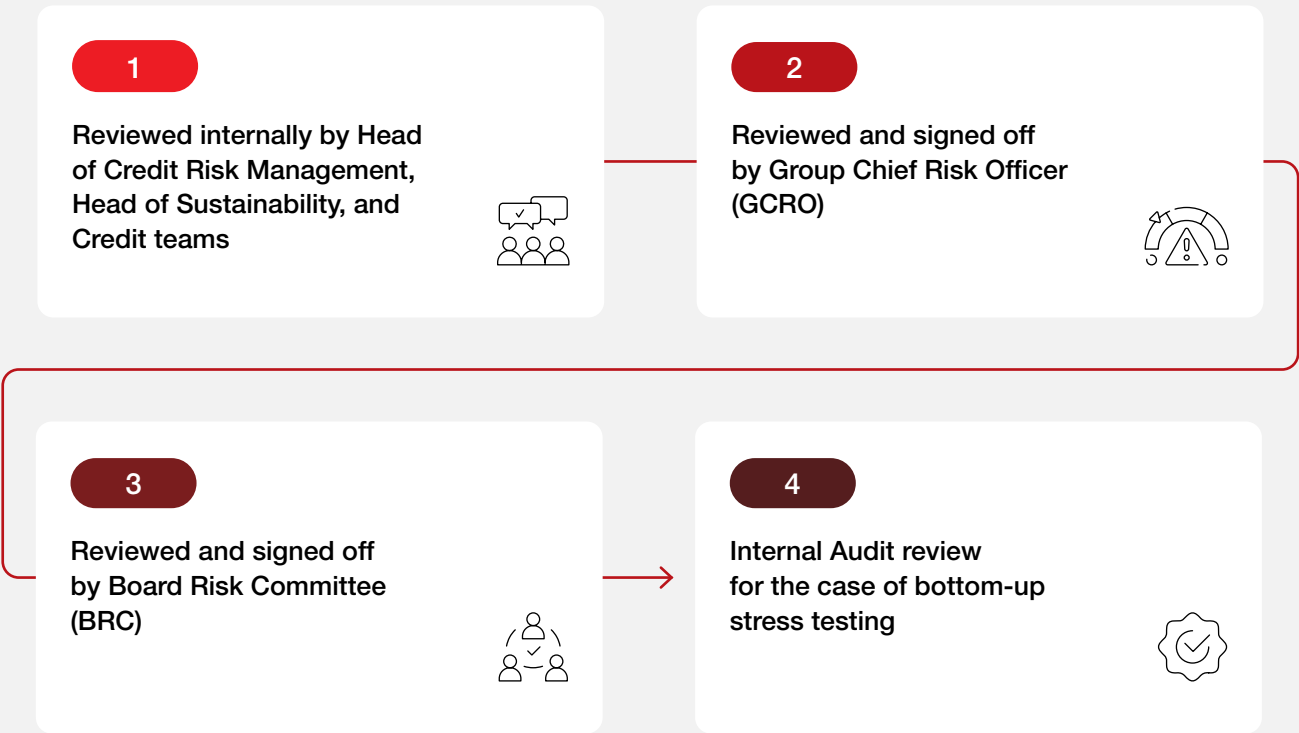 1
Reviewed internally by Head
of Credit Risk Management,
Head of Sustainability, and
Credit teams
2
Reviewed and signed off
by Group Chief Risk Officer
(GCRO)
3
Reviewed and signed off
by Board Risk Committee
(BRC)
4
Internal Audit review
for the case of bottom-up
stress testing